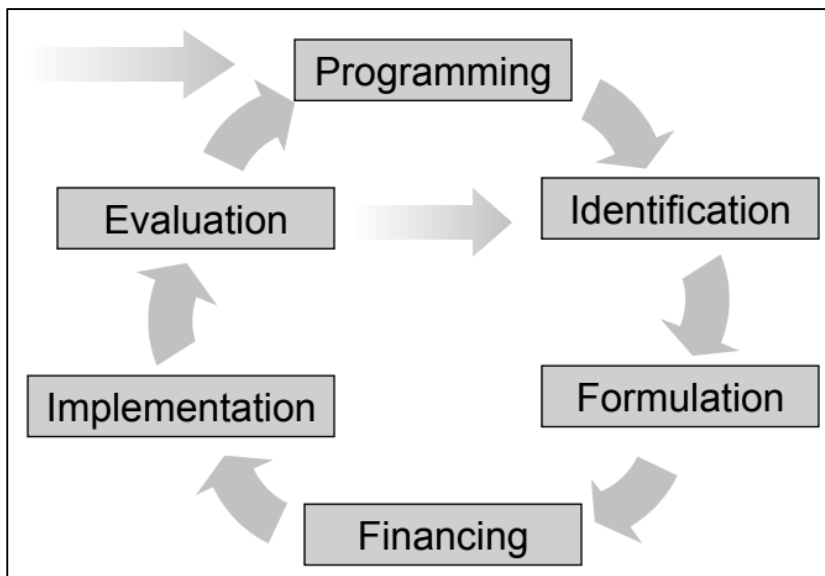 Programming
Evaluation
Identification
Implementation
Formulation
Financing